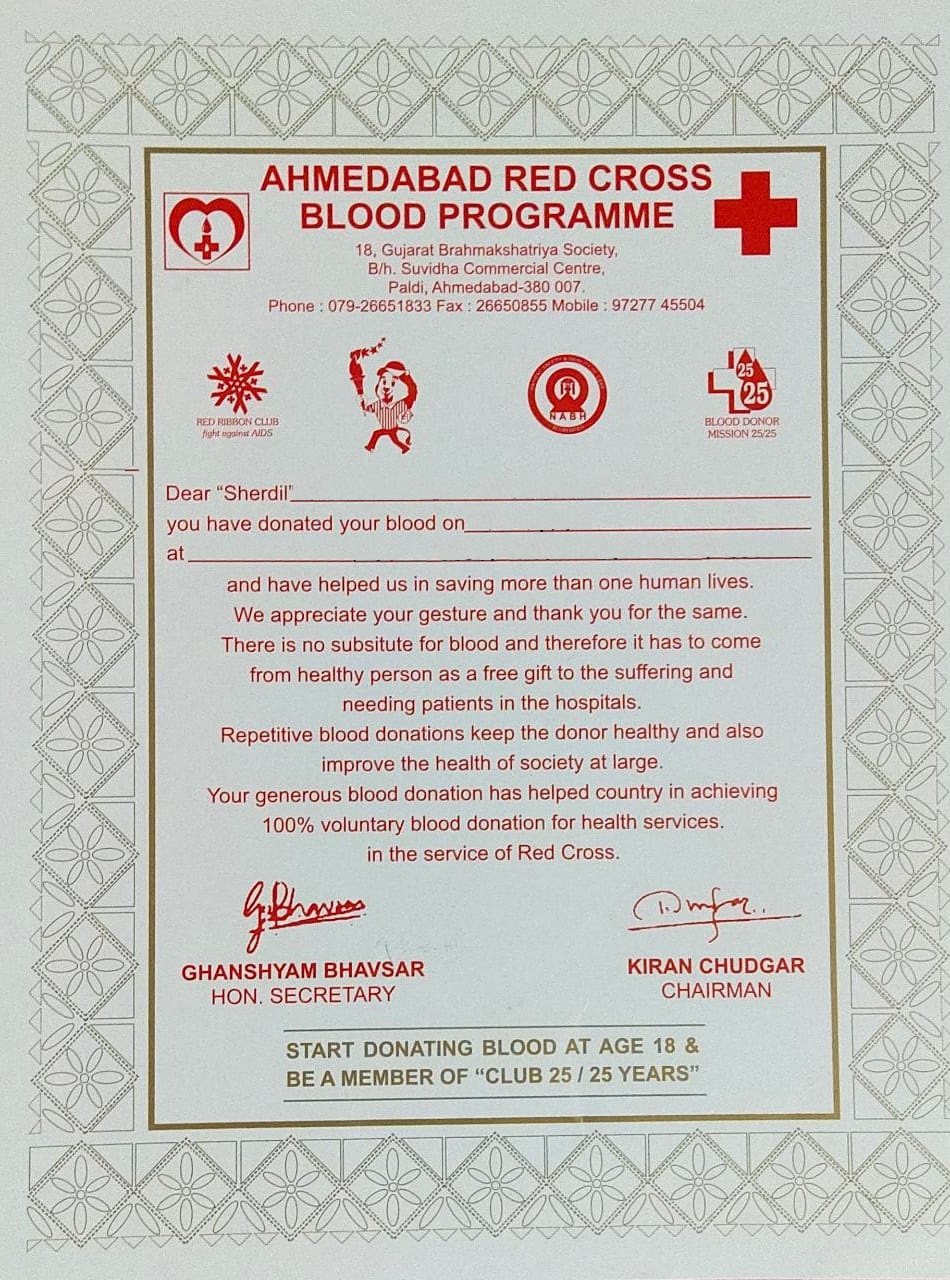 AHMEDABAD RED CROSS
BLOOD PROGRAMME
18, Gujarat Brahmakshatriya Society,
B/h. Suvidha Commercial Centre,
Paldi, Ahmedabad-380 007.
Phone : 079-26651833 Fax : 26650855 Mobile : 97277 45504
RED RIBBON CLUB
fight against AIDS
NABH
25
25
BLOOD DONOR
MISSION 25/25
Dear “Sherdil”
you have donated your blood on
at
and have helped us in saving more than one human lives.
We appreciate your gesture and thank you for the same.
There is no subsitute for blood and therefore it has to come
from healthy person as a free gift to the suffering and
needing patients in the hospitals.
Repetitive blood donations keep the donor healthy and also
improve the health of society at large.
Your generous blood donation has helped country in achieving
100% voluntary blood donation for health services.
in the service of Red Cross.
G. Bhavsar
GHANSHYAM BHAVSAR
HON. SECRETARY
KIRAN CHUDGAR
CHAIRMAN
START DONATING BLOOD AT AGE 18 &
BE A MEMBER OF “CLUB 25 / 25 YEARS”